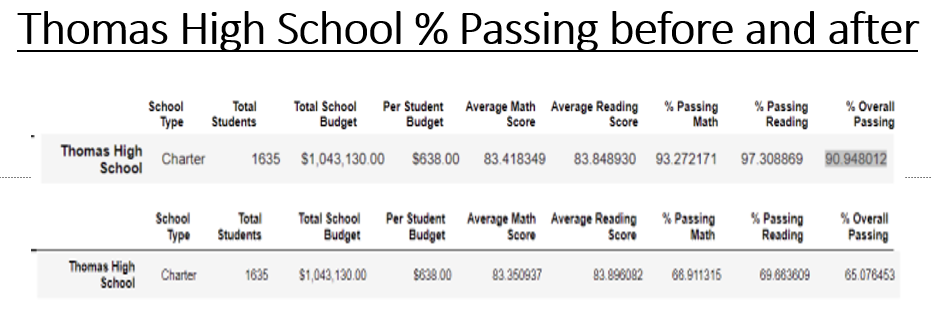 Thomas High School % Passing before and after
School Type Total Students Total School Budget Per Student Budget Average Math Score Average Reading Score % Passing Math % Passing Reading % Overall Passing
Thomas High School Charter 1635 $1,043,130.00 $638.00 83.418349 83.848930 93.272171 97.308869 90.948012
School Type Total Students Total School Budget Per Student Budget Average Math Score Average Reading Score % Passing Math % Passing Reading % Overall Passing
Thomas High School Charter 1635 $1,043,130.00 $638.00 83.350937 83.896082 66.911315 69.663609 65.076453